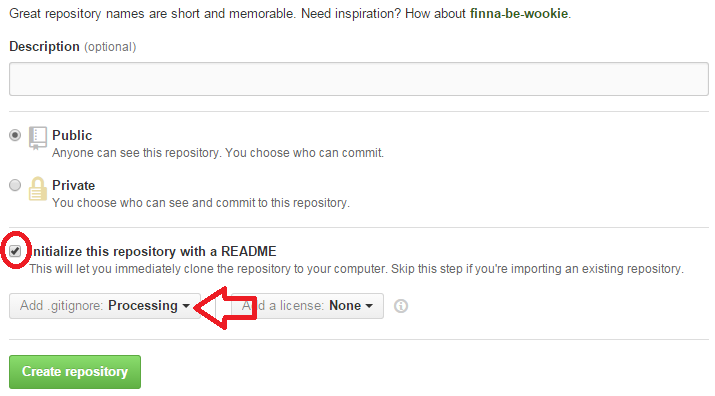 Great repository names are short and memorable. Need inspiration? How about finna-be-wookie.
Description (optional)
Public
Anyone can see this repository. You choose who can commit.
Private
You choose who can see and commit to this repository.
Initialize this repository with a README
This will let you immediately clone the repository to your computer. Skip this step if you're importing an existing repository.
Add .gitignore: Processing Add a license: None
Create repository